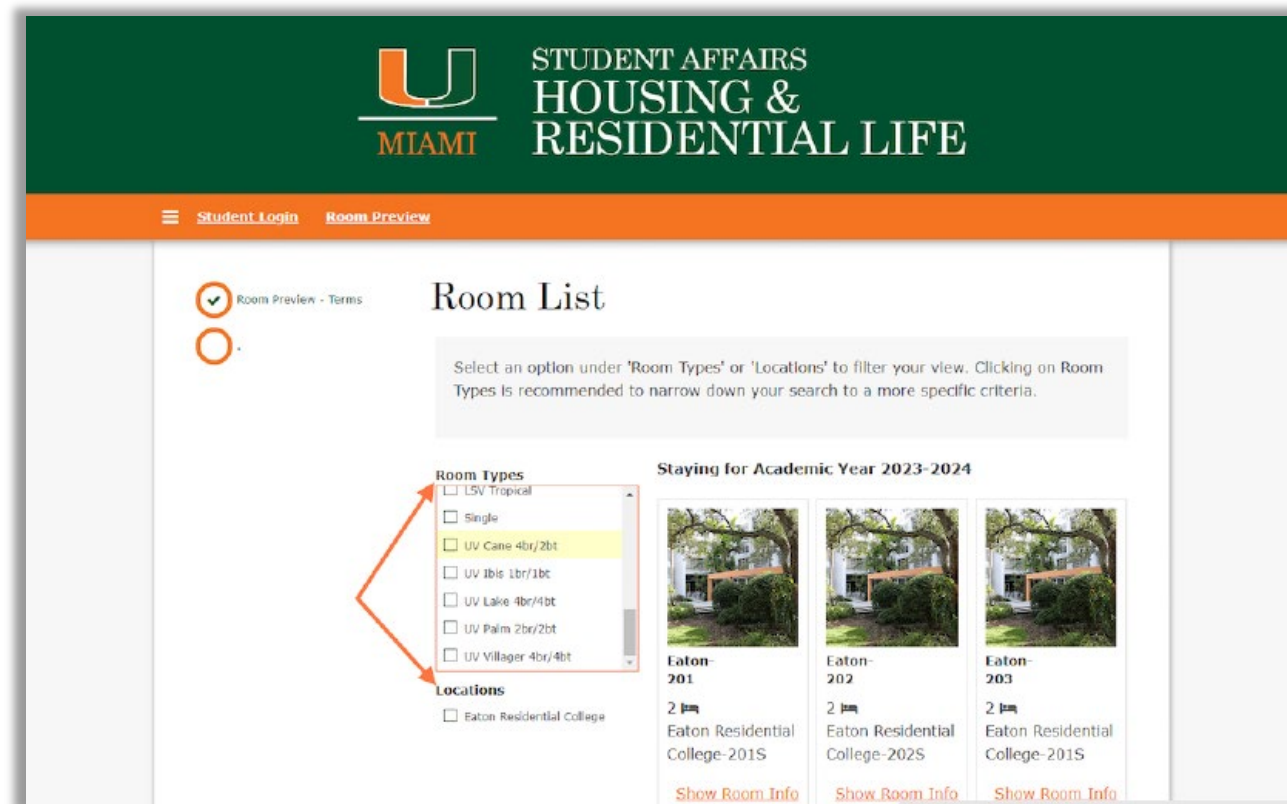 STUDENT AFFAIRS
HOUSING &
RESIDENTIAL LIFE
MIAMI
Student Login Room Preview
Room Preview - Terms
Room List
Select an option under 'Room Types' or 'Locations' to filter your view. Clicking on Room
Types is recommended to narrow down your search to a more specific criteria.
Room Types
LSV Tropical
Single
UV Cane 4br/2bt
UV Ibis 1br/1bt
UV Lake 4br/4bt
UV Palm 2br/2bt
UV Villager 4br/4bt
Locations
Eaton Residential College
Staying for Academic Year 2023-2024
Eaton-
201
2
Eaton Residential
College-201S
Show Room Info
Eaton-
202
2
Eaton Residential
College-202S
Show Room Info
Eaton-
203
2
Eaton Residential
College-201S
Show Room Info